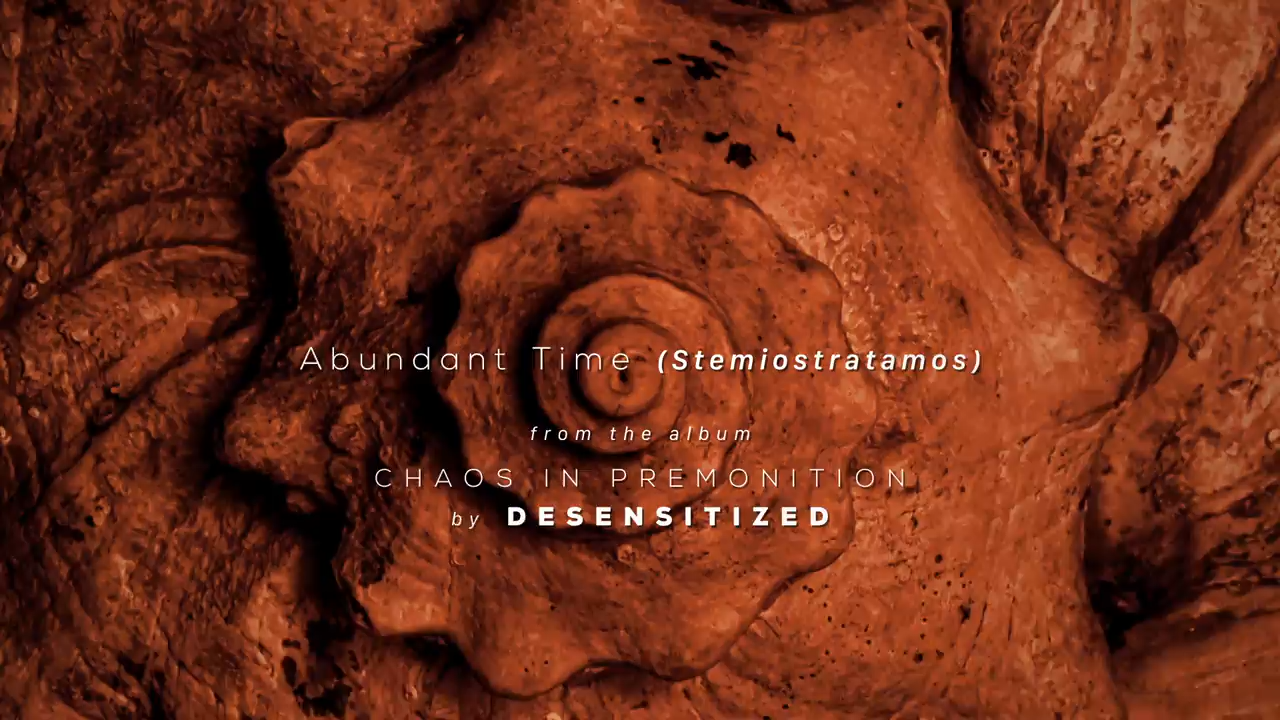 Abundant Time (Stemiostratamos)
from the album
CHAOS IN PREMONITION
by DESENSITIZED